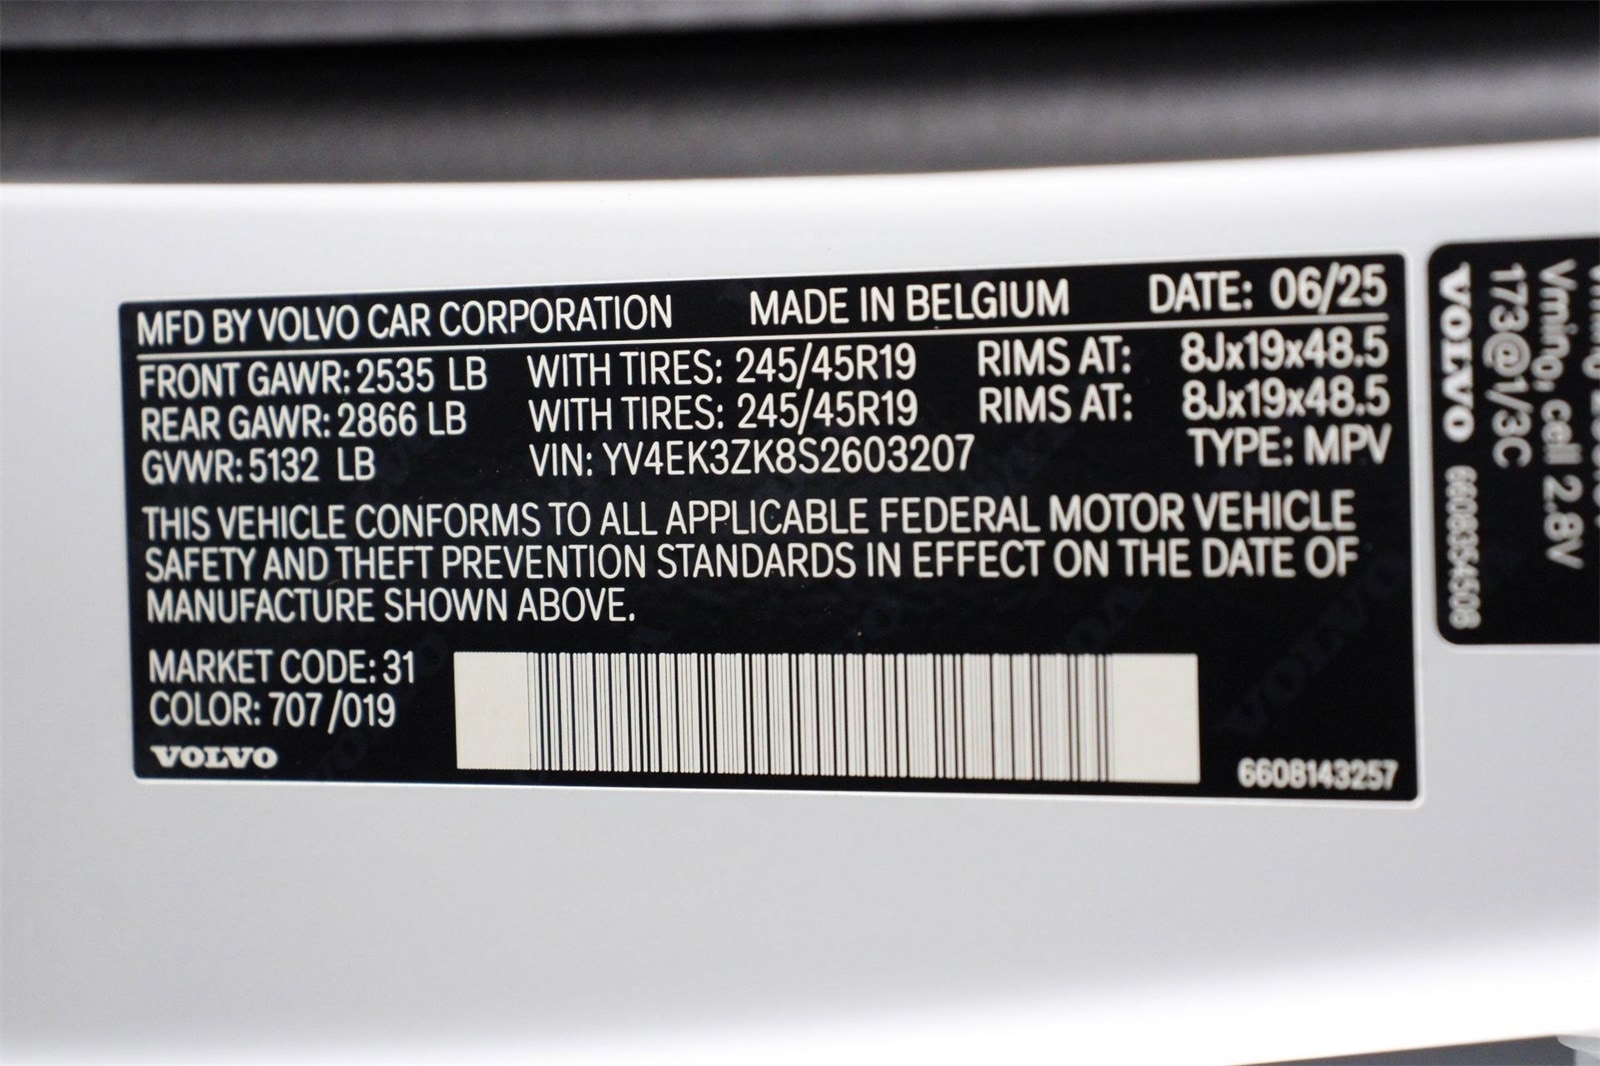 MFD BY VOLVO CAR CORPORATION MADE IN BELGIUM DATE: 06/25
FRONT GAWR: 2535 LB WITH TIRES: 245/45R19 RIMS AT: 8Jx19x48.5
REAR GAWR: 2866 LB WITH TIRES: 245/45R19 RIMS AT: 8Jx19x48.5
GVWR: 5132 LB VIN: YV4EK3ZK8S2603207 TYPE: MPV
THIS VEHICLE CONFORMS TO ALL APPLICABLE FEDERAL MOTOR VEHICLE
SAFETY AND THEFT PREVENTION STANDARDS IN EFFECT ON THE DATE OF
MANUFACTURE SHOWN ABOVE.
MARKET CODE: 31
COLOR: 707 /019
VOLVO
6608143257
Vmino, cell 2.8V
173@1/3C
VOLVO 6608354508